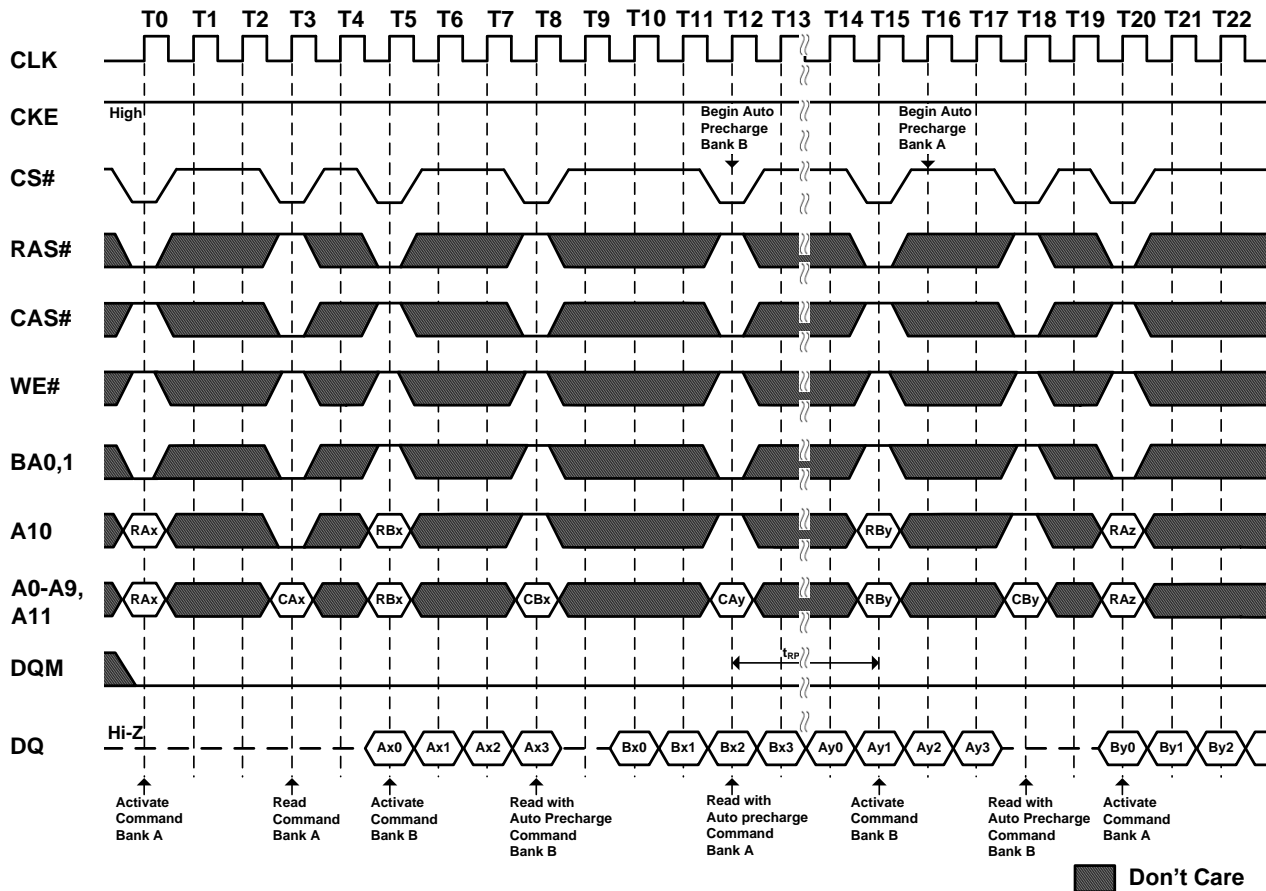 T0 T1 T2 T3 T4 T5 T6 T7 T8 T9 T10 T11 T12 T13 T14 T15 T16 T17 T18 T19 T20 T21 T22
CLK
CKE
High
Begin Auto
Precharge
Bank B
Begin Auto
Precharge
Bank A
CS#
RAS#
CAS#
WE#
BA0,1
A10
RAx RBx RBy RAz
A0-A9,
A11
RAx CAx RBx CBx CAy RBy CBy RAz
DQM
tRP
DQ
Hi-Z
Ax0 Ax1 Ax2 Ax3 Bx0 Bx1 Bx2 Bx3 Ay0 Ay1 Ay2 Ay3 By0 By1 By2
Activate
Command
Bank A
Read
Command
Bank A
Activate
Command
Bank B
Read with
Auto Precharge
Command
Bank B
Read with
Auto precharge
Command
Bank A
Activate
Command
Bank B
Read with
Auto Precharge
Command
Bank B
Activate
Command
Bank A
Don't Care